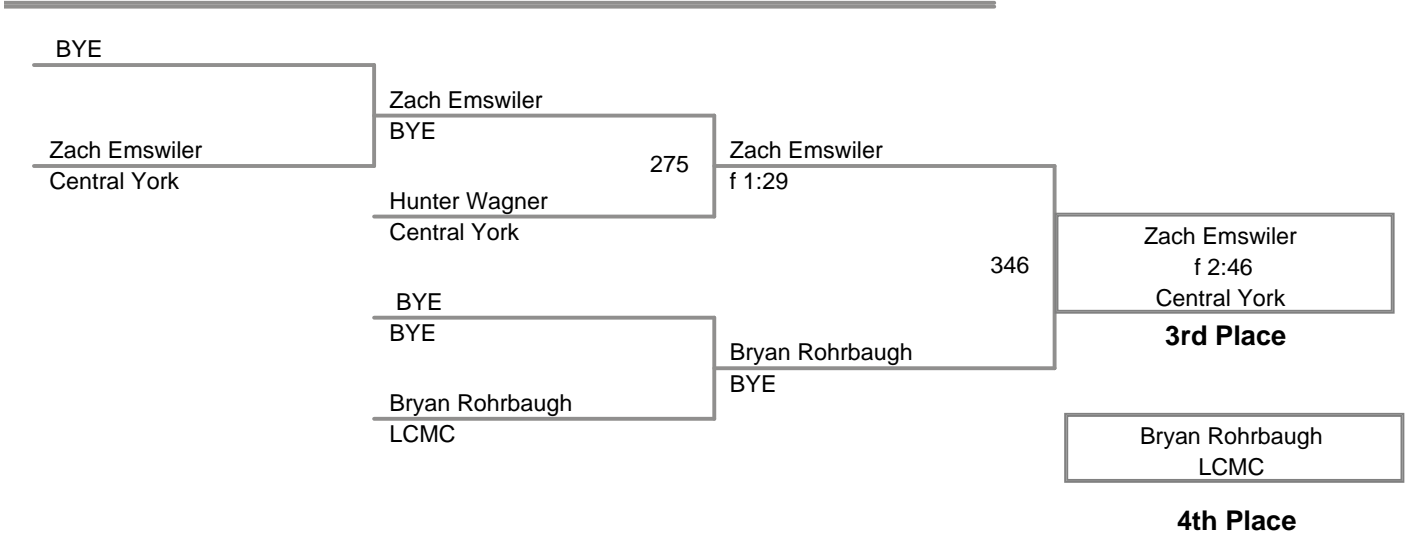 BYE
Zach Emswiler
Central York
Zach Emswiler
BYE
275
Hunter Wagner
Central York
BYE
BYE
Bryan Rohrbaugh
LCMC
Zach Emswiler
f 1:29
346
Bryan Rohrbaugh
BYE
Zach Emswiler
f 2:46
Central York
3rd Place
Bryan Rohrbaugh
LCMC
4th Place